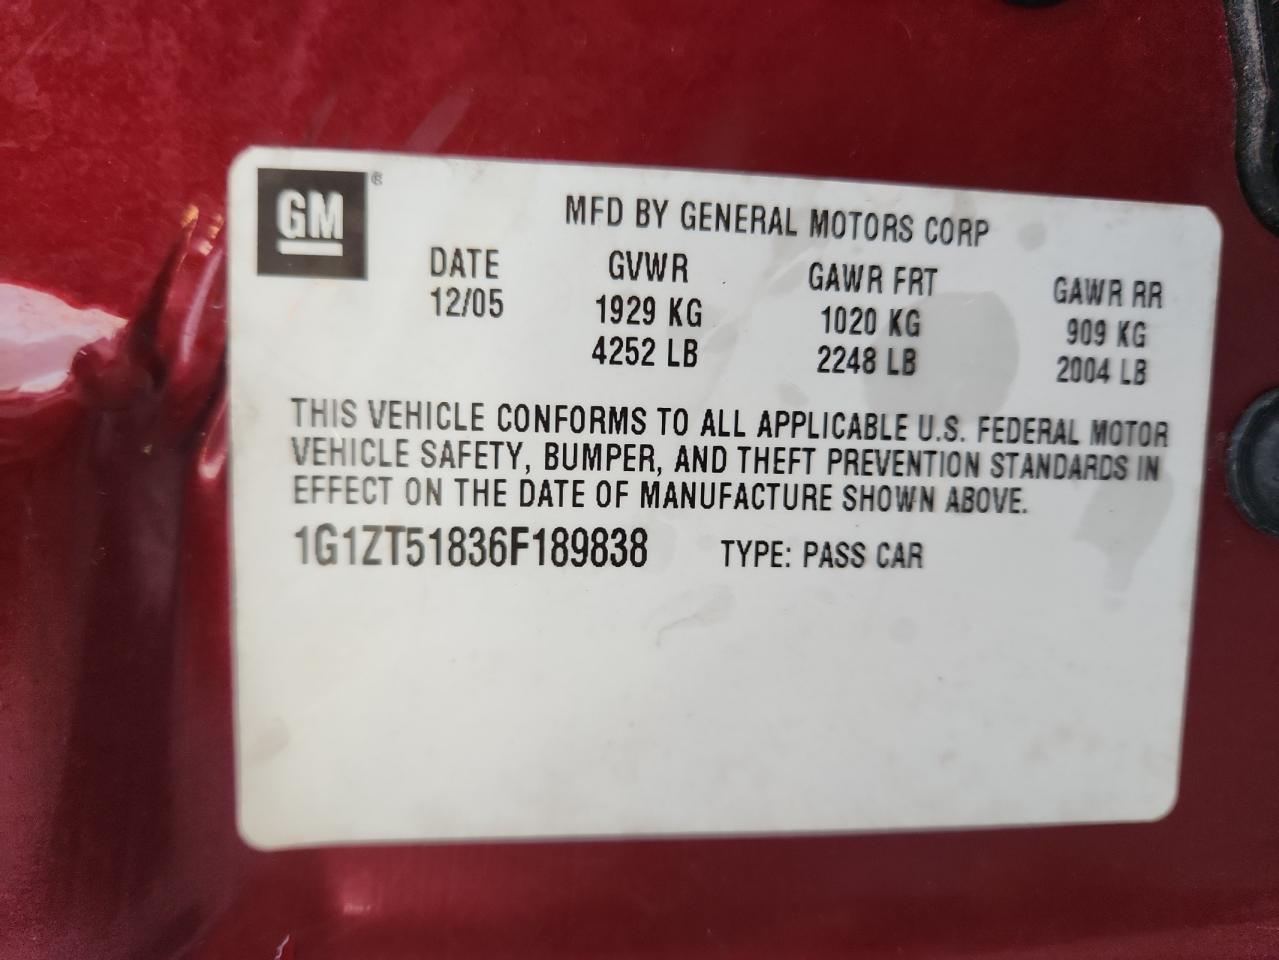 GM®
MFD BY GENERAL MOTORS CORP
DATE GVWR GAWR FRT GAWR RR
12/05 1929 KG 1020 KG 909 KG
4252 LB 2248 LB 2004 LB
THIS VEHICLE CONFORMS TO ALL APPLICABLE U.S. FEDERAL MOTOR
VEHICLE SAFETY, BUMPER, AND THEFT PREVENTION STANDARDS IN
EFFECT ON THE DATE OF MANUFACTURE SHOWN ABOVE.
1G1ZT51836F189838 TYPE: PASS CAR